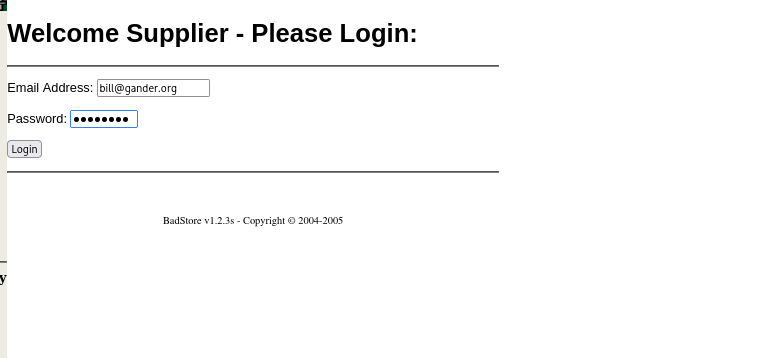 Welcome Supplier - Please Login:
Email Address: bill@gander.org
Password: ●●●●●●●●
Login
BadStore v1.2.3s - Copyright © 2004-2005
y